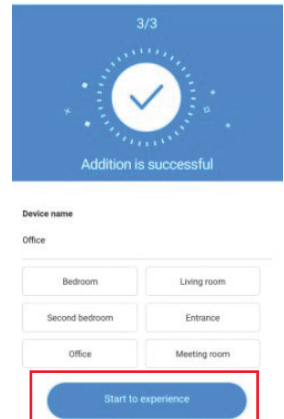 3/3
Addition is successful
Device name
Office
Bedroom
Living room
Second bedroom
Entrance
Office
Meeting room
Start to experience